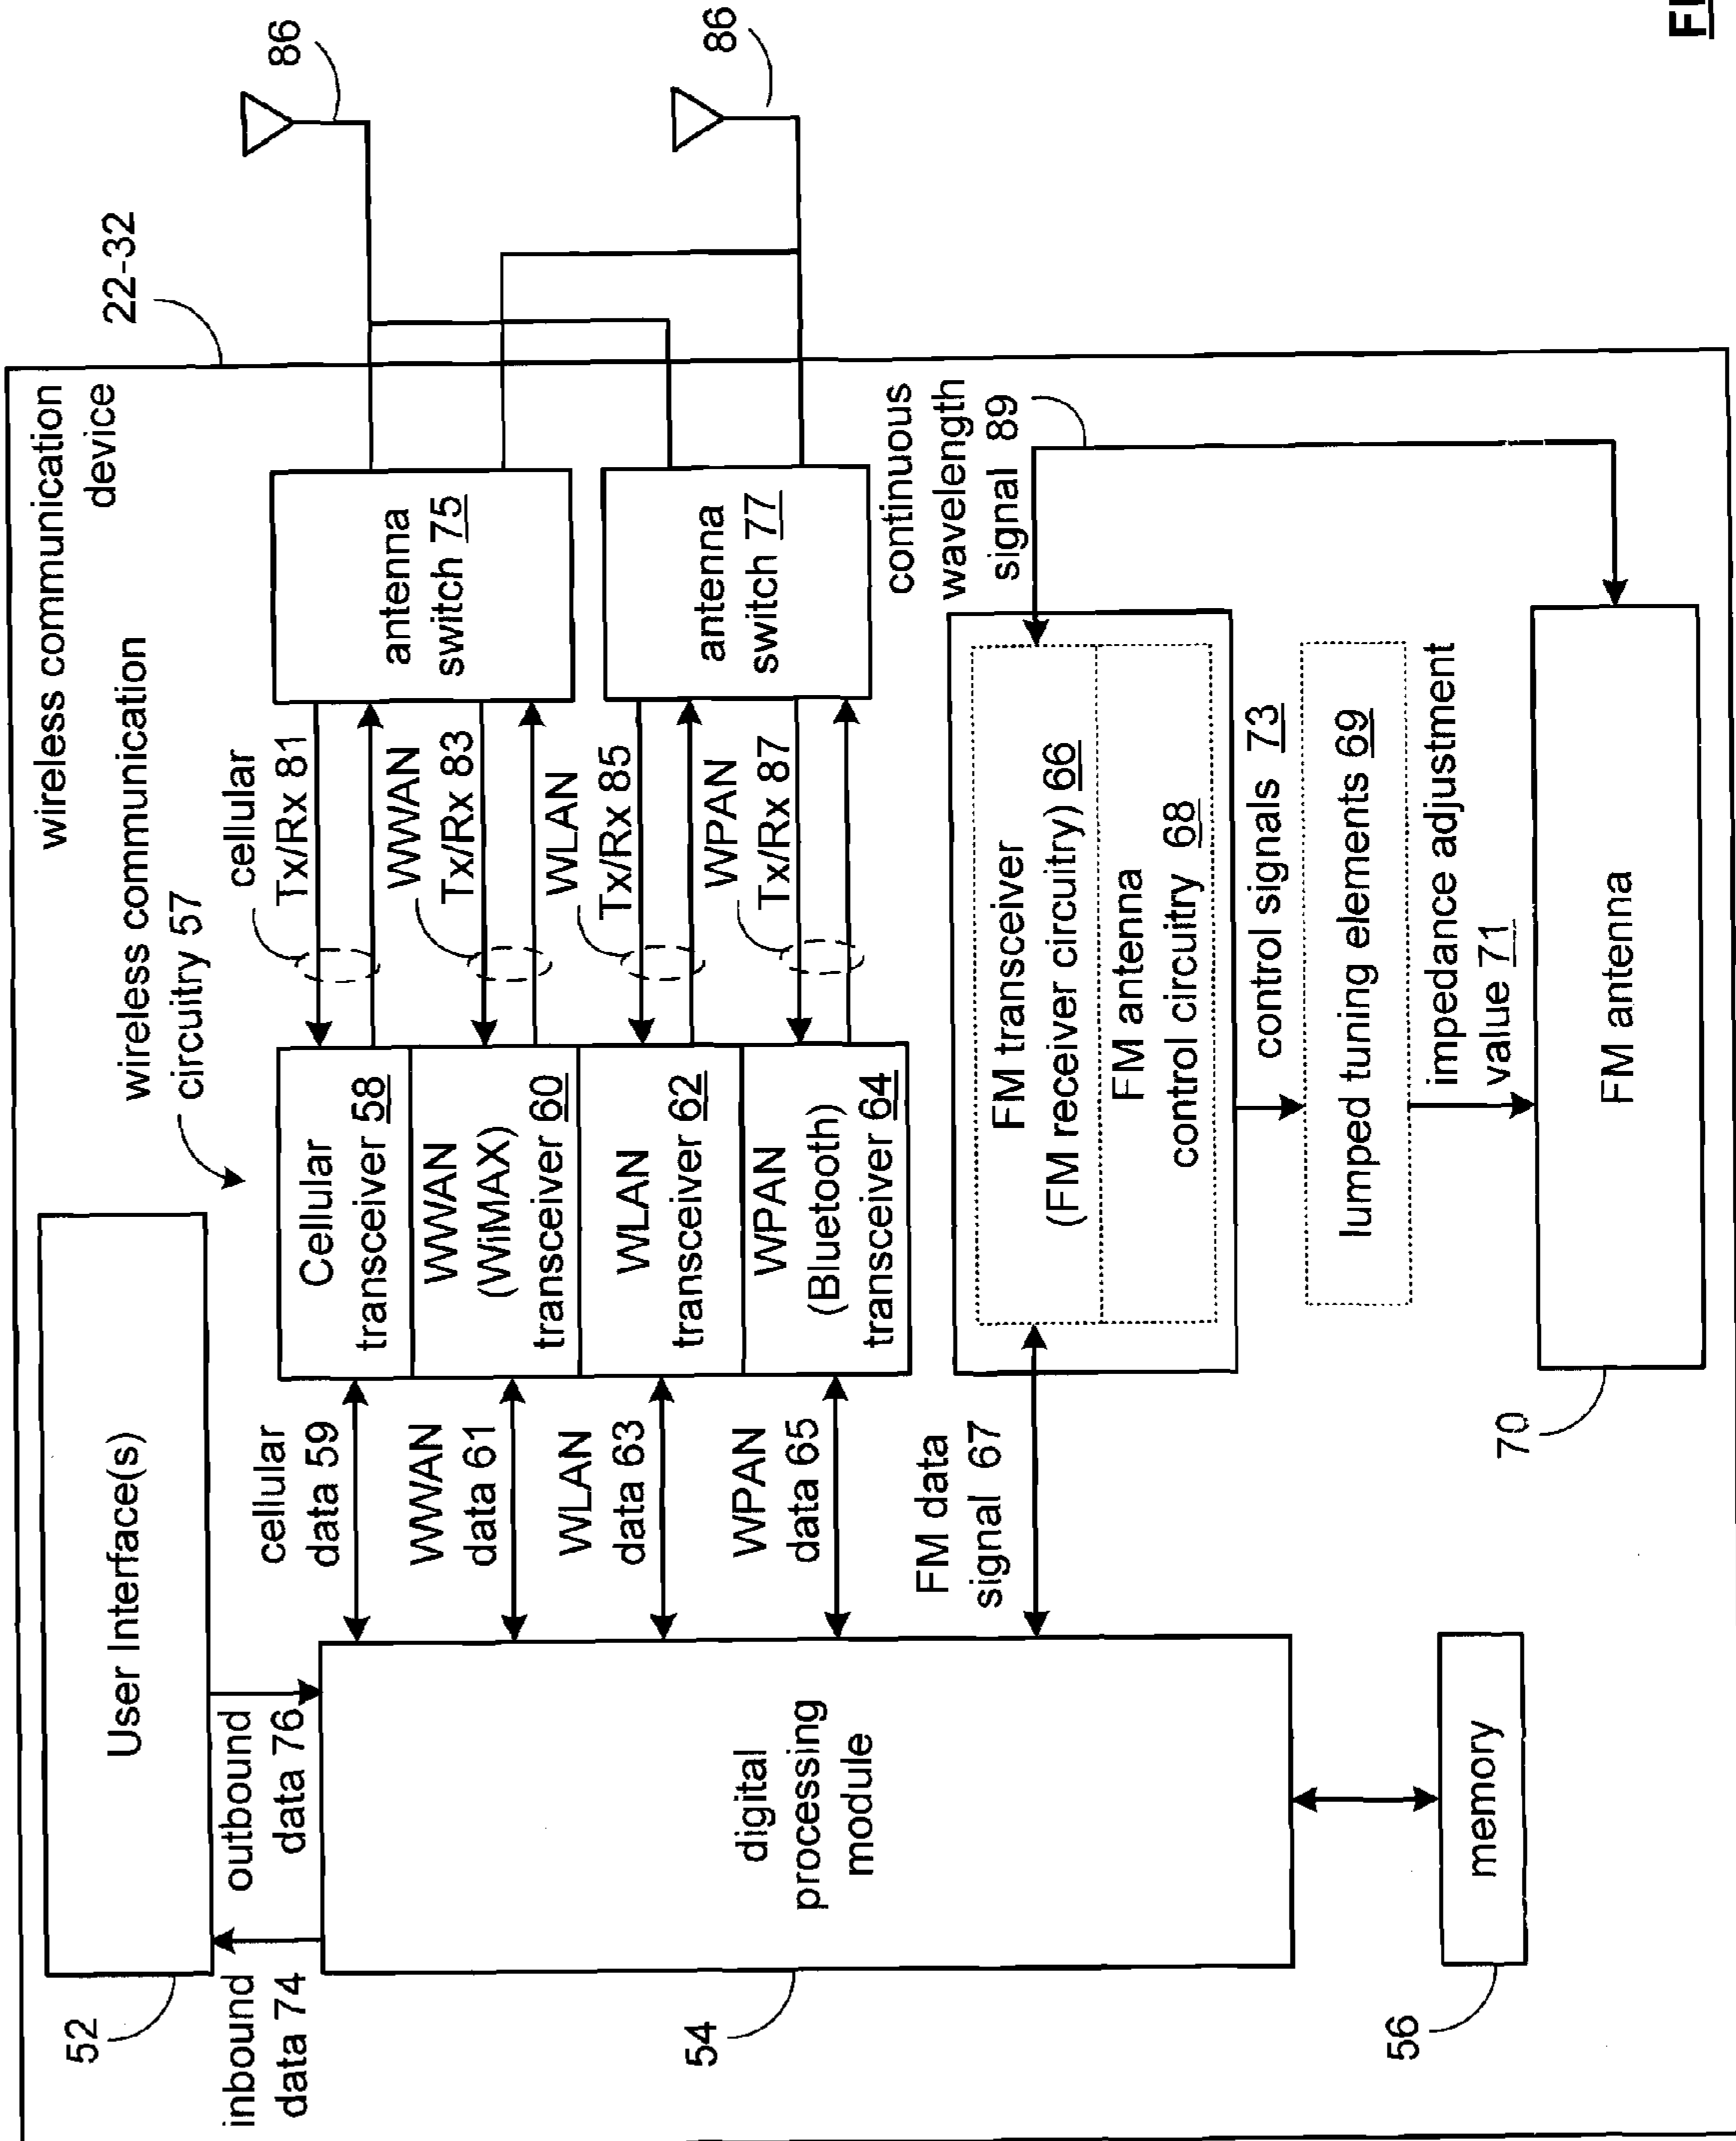 wireless communication
device
22-32
wireless communication
circuitry 57
User Interface(s)
52
inbound
data 74
outbound
data 76
digital
processing
module
54
memory
56
cellular
data 59
WWAN
data 61
WLAN
data 63
WPAN
data 65
FM data
signal 67
Cellular
transceiver 58
WWAN
(WiMAX)
transceiver 60
WLAN
transceiver 62
WPAN
(Bluetooth)
transceiver 64
cellular
Tx/Rx 81
WWAN
Tx/Rx 83
WLAN
Tx/Rx 85
WPAN
Tx/Rx 87
antenna
switch 75
antenna
switch 77
86
86
continuous
wavelength
signal 89
FM transceiver
(FM receiver circuitry) 66
FM antenna
control circuitry 68
control signals 73
lumped tuning elements 69
impedance adjustment
value 71
FM antenna
70